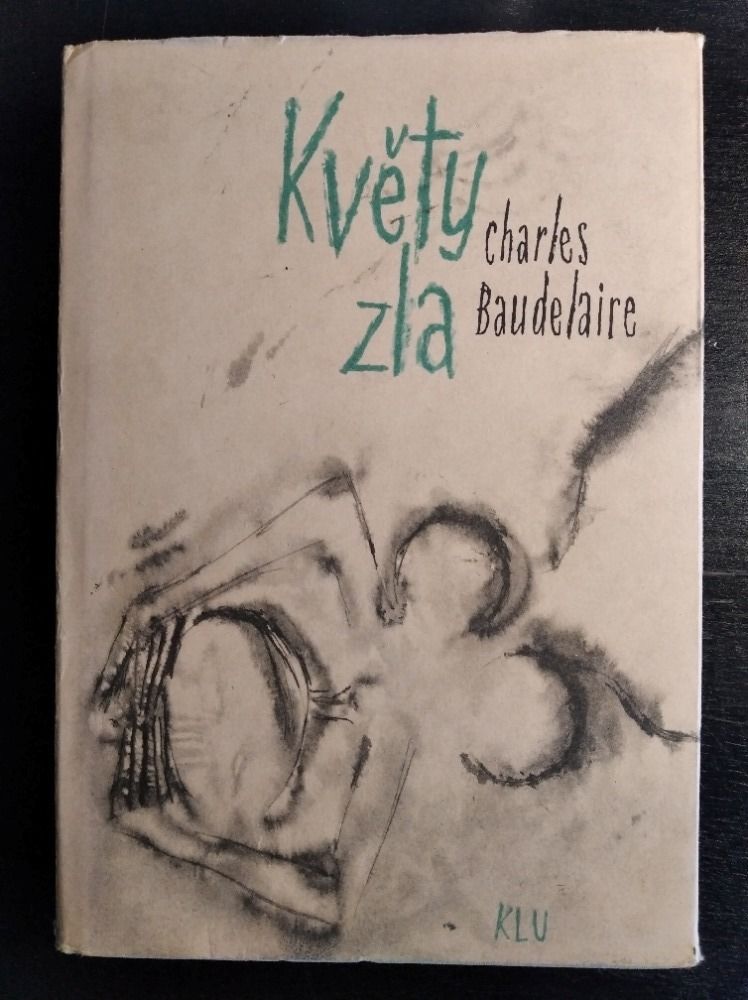 Květy
zla
charles
Baudelaire
KLU